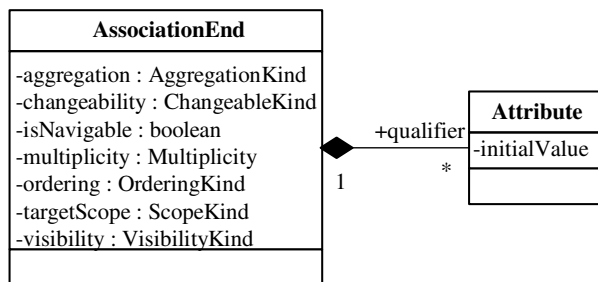 AssociationEnd
-aggregation : AggregationKind
-changeability : ChangeableKind
-isNavigable : boolean
-multiplicity : Multiplicity
-ordering : OrderingKind
-targetScope : ScopeKind
-visibility : VisibilityKind
1
+qualifier
*
Attribute
-initialValue